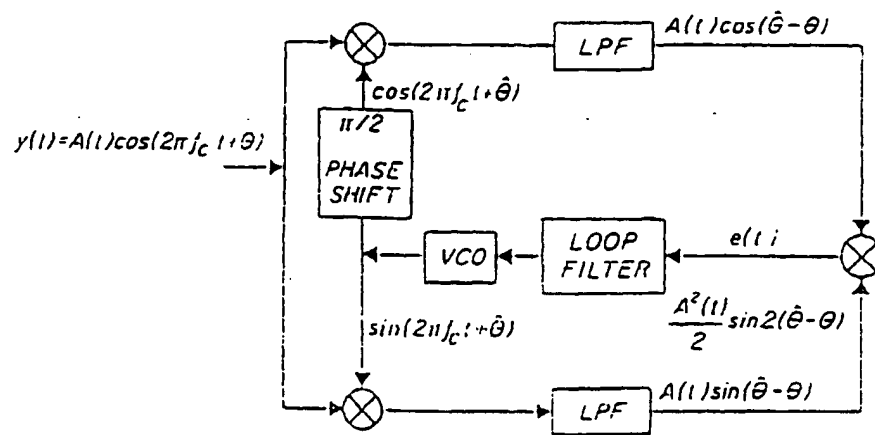 A(t)cos(θ̂-θ)
LPF
cos(2πf_c t+θ̂)
π/2
y(t)=A(t)cos(2πf_c t+θ)
PHASE
SHIFT
VCO
LOOP
FILTER
e(t)
A²(t)/2 sin2(θ̂-θ)
sin(2πf_c t+θ̂)
LPF
A(t)sin(θ̂-θ)